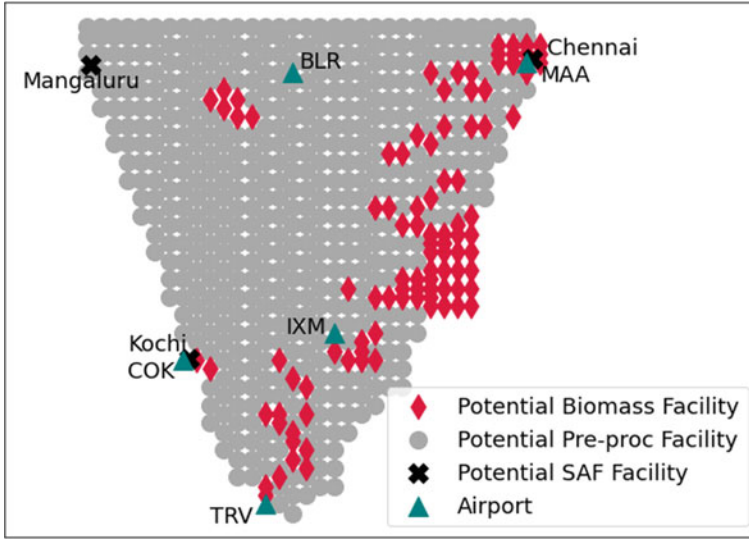 BLR
Chennai
MAA
Mangaluru
IXM
Kochi
COK
TRV
Potential Biomass Facility
Potential Pre-proc Facility
Potential SAF Facility
Airport